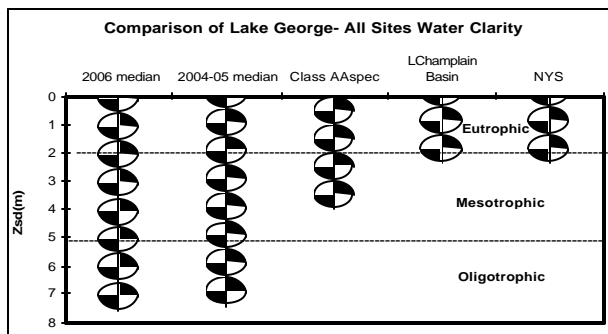 Comparison of Lake George- All Sites Water Clarity
2006 median 2004-05 median Class AAspec LChamplain Basin NYS
0
1
Eutrophic
2
3
Zsd(m)
4
Mesotrophic
5
6
Oligotrophic
7
8